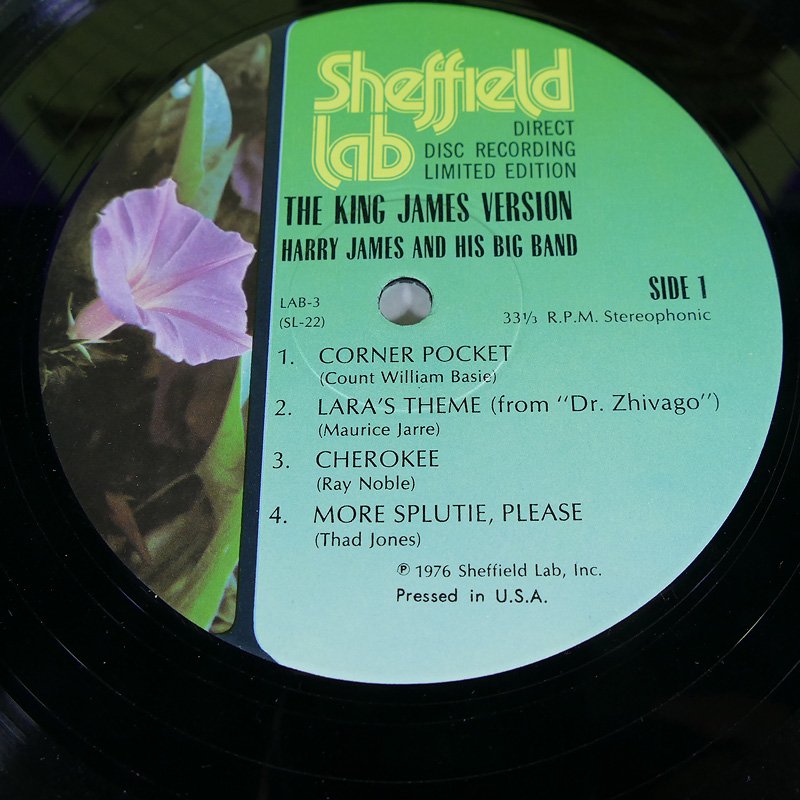 Sheffield
lab
DIRECT
DISC RECORDING
LIMITED EDITION
THE KING JAMES VERSION
HARRY JAMES AND HIS BIG BAND
SIDE 1
LAB-3
(SL-22)
33⅓ R.P.M. Stereophonic
1. CORNER POCKET
(Count William Basie)
2. LARA'S THEME (from "Dr. Zhivago")
(Maurice Jarre)
3. CHEROKEE
(Ray Noble)
4. MORE SPLUTIE, PLEASE
(Thad Jones)
℗ 1976 Sheffield Lab, Inc.
Pressed in U.S.A.